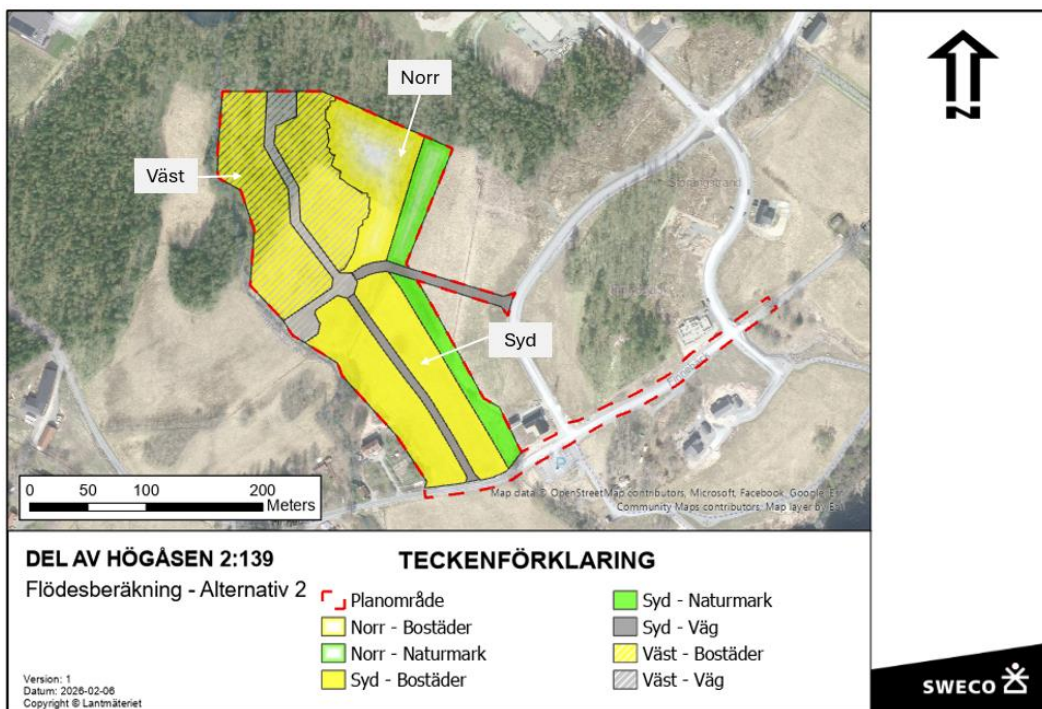 N
Norr
Väst
Syd
P
0 50 100 200
Meters
Map data © OpenStreetMap contributors, Microsoft, Facebook, Google, Esri
Community Maps contributors, Map layer by Esri
DEL AV HÖGÅSEN 2:139
Flödesberäkning - Alternativ 2
TECKENFÖRKLARING
Planområde
Norr - Bostäder
Norr - Naturmark
Syd - Bostäder
Syd - Naturmark
Syd - Väg
Väst - Bostäder
Väst - Väg
Version: 1
Datum: 2026-02-06
Copyright © Lantmäteriet
SWECO